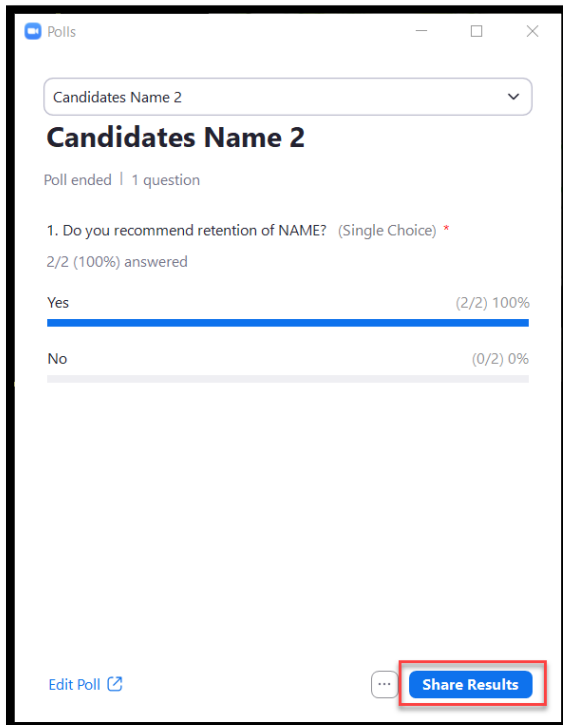 Polls
Candidates Name 2
Candidates Name 2
Poll ended | 1 question
1. Do you recommend retention of NAME? (Single Choice) *
2/2 (100%) answered
Yes (2/2) 100%
No (0/2) 0%
Edit Poll ... Share Results